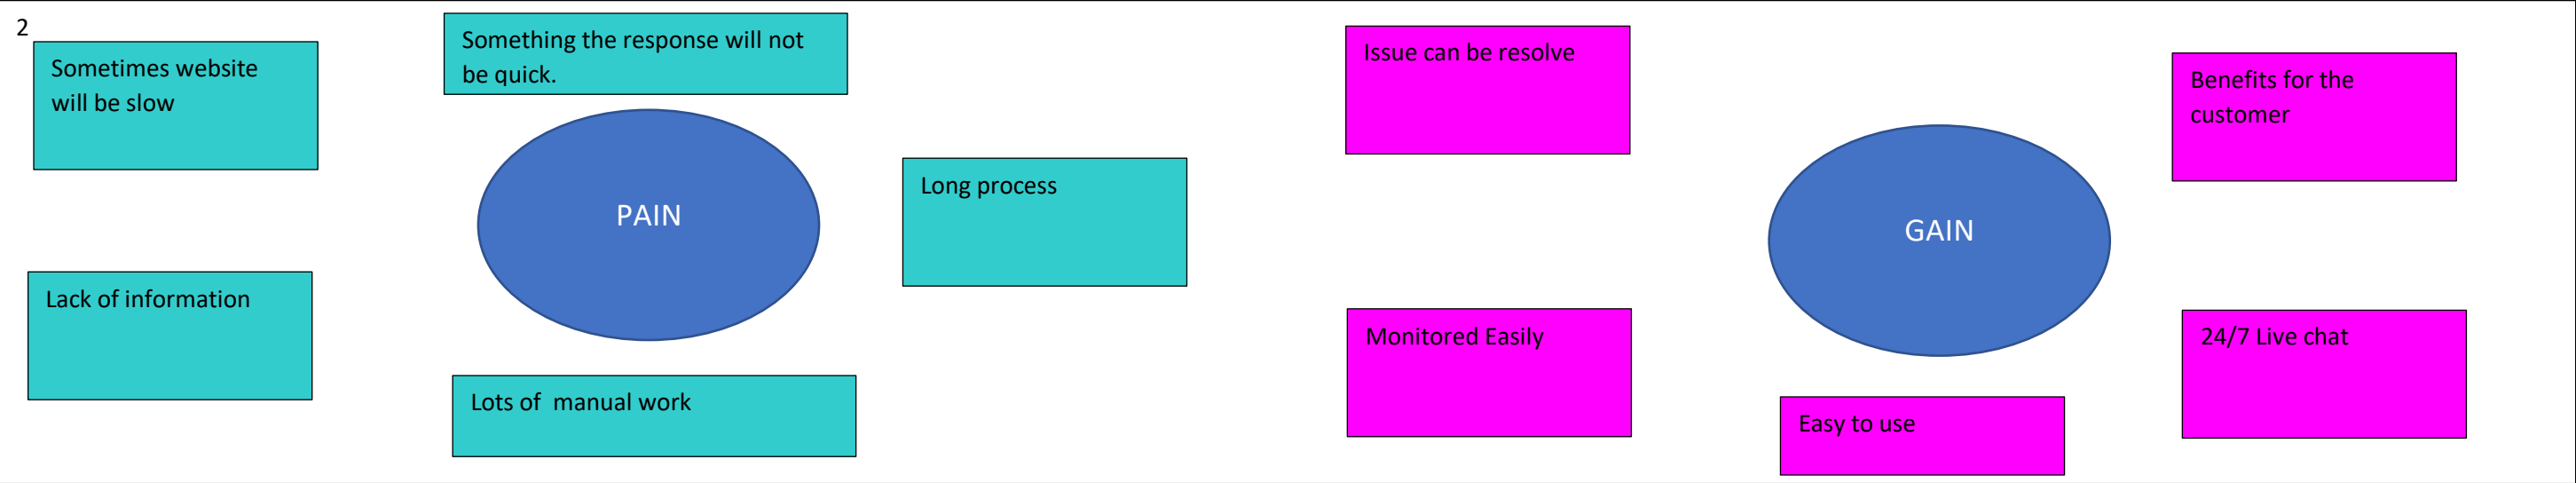 2
Sometimes website
will be slow
Something the response will not
be quick.
PAIN
Long process
Lack of information
Lots of  manual work
Issue can be resolve
Benefits for the
customer
GAIN
Monitored Easily
24/7 Live chat
Easy to use